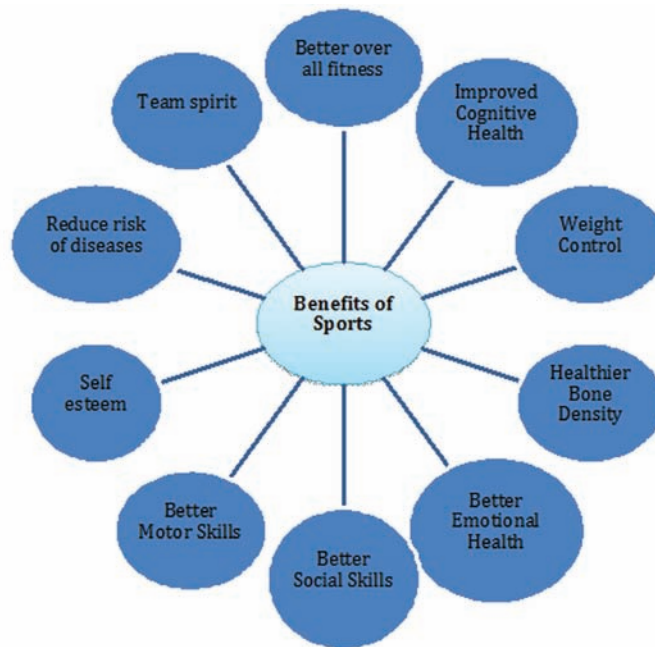 Better over
all fitness
Improved
Cognitive
Health
Weight
Control
Healthier
Bone
Density
Better
Emotional
Health
Better
Social Skills
Better
Motor Skills
Self
esteem
Reduce risk
of diseases
Team spirit
Benefits of
Sports